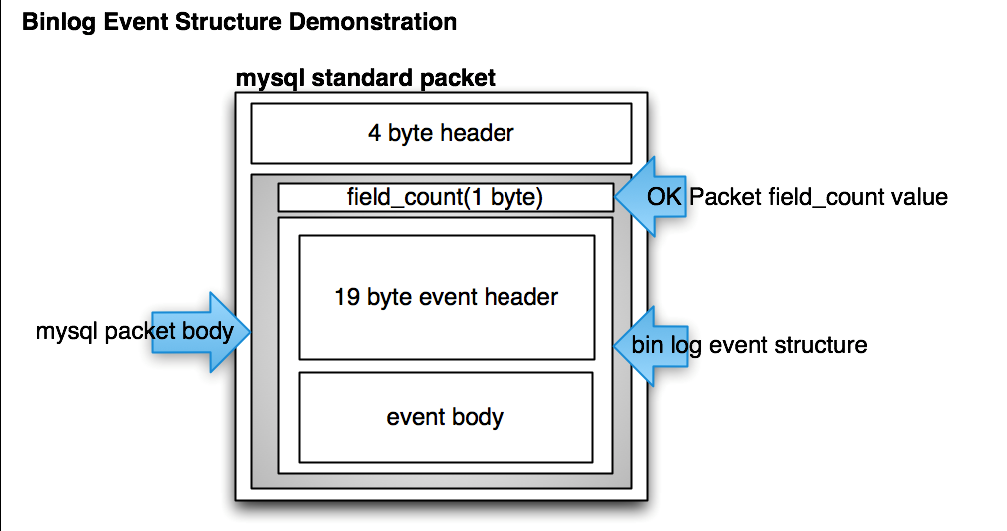 Binlog Event Structure Demonstration
mysql standard packet
4 byte header
field_count(1 byte)
OK Packet field_count value
19 byte event header
mysql packet body
bin log event structure
event body